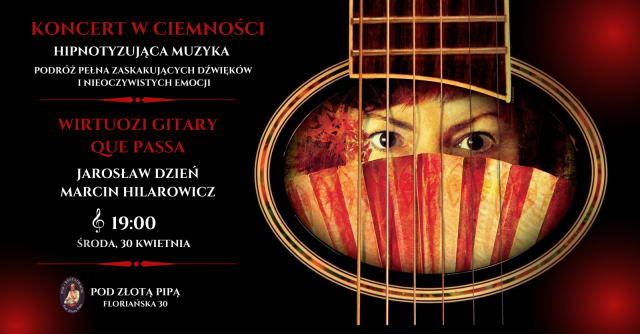 KONCERT W CIEMNOŚCI
HIPNOTYZUJĄCA MUZYKA
PODRÓŻ PEŁNA ZASKAKUJĄCYCH DŹWIĘKÓW
I NIEOCZYWISTYCH EMOCJI
WIRTUOZI GITARY
QUE PASSA
JAROSŁAW DZIEŃ
MARCIN HILAROWICZ
19:00
ŚRODA, 30 KWIETNIA
POD ZŁOTĄ PIPĄ
FLORIAŃSKA 30